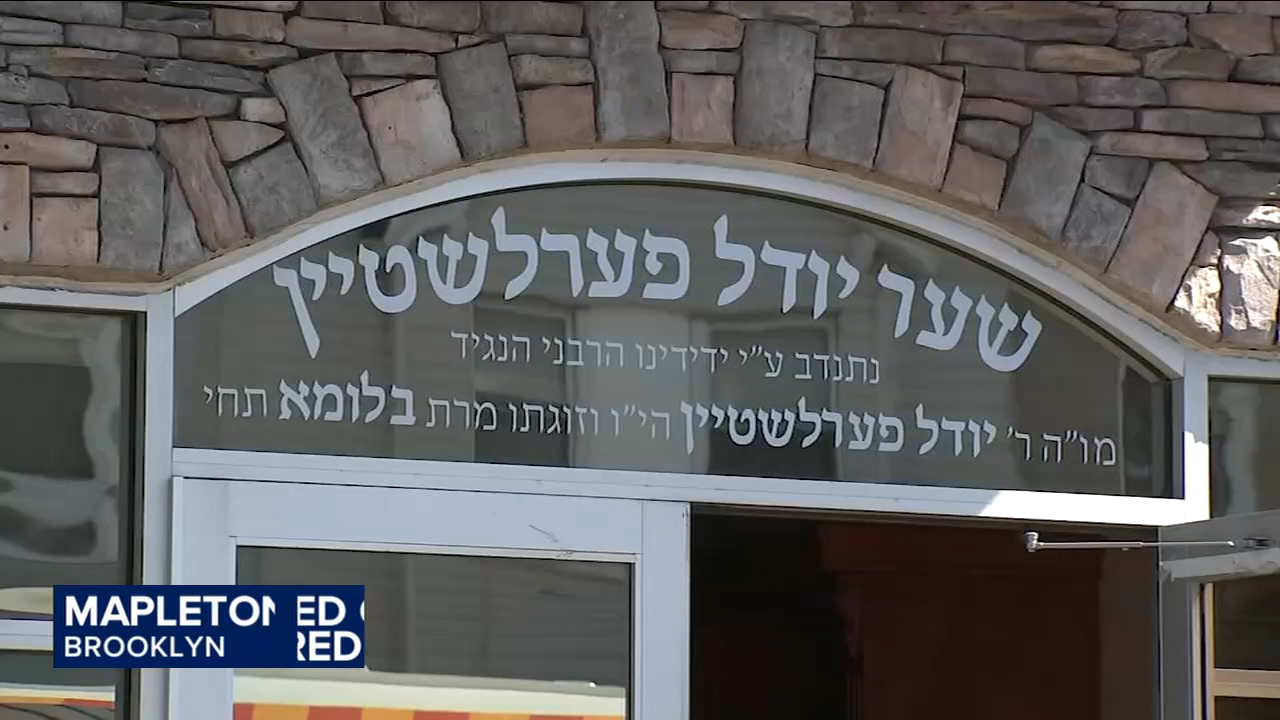 שער יודל פערלשטיין
נתנדב ע"י ידידינו הרבני הנגיד
מו"ה ר' יודל פערלשטיין הי"ו וזוגתו מרת בלומא תחי
MAPLETON
BROOKLYN